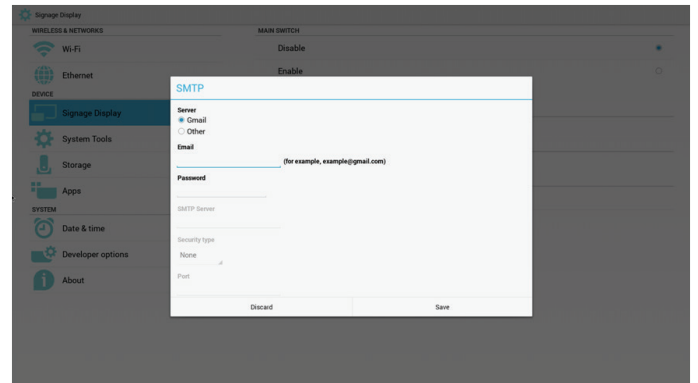 Signage Display
WIRELESS & NETWORKS
Wi-Fi
Ethernet
DEVICE
Signage Display
System Tools
Storage
Apps
SYSTEM
Date & time
Developer options
About
MAIN SWITCH
Disable
Enable
SMTP
Server
Gmail
Other
Email
(for example, example@gmail.com)
Password
SMTP Server
Security type
None
Port
Discard
Save